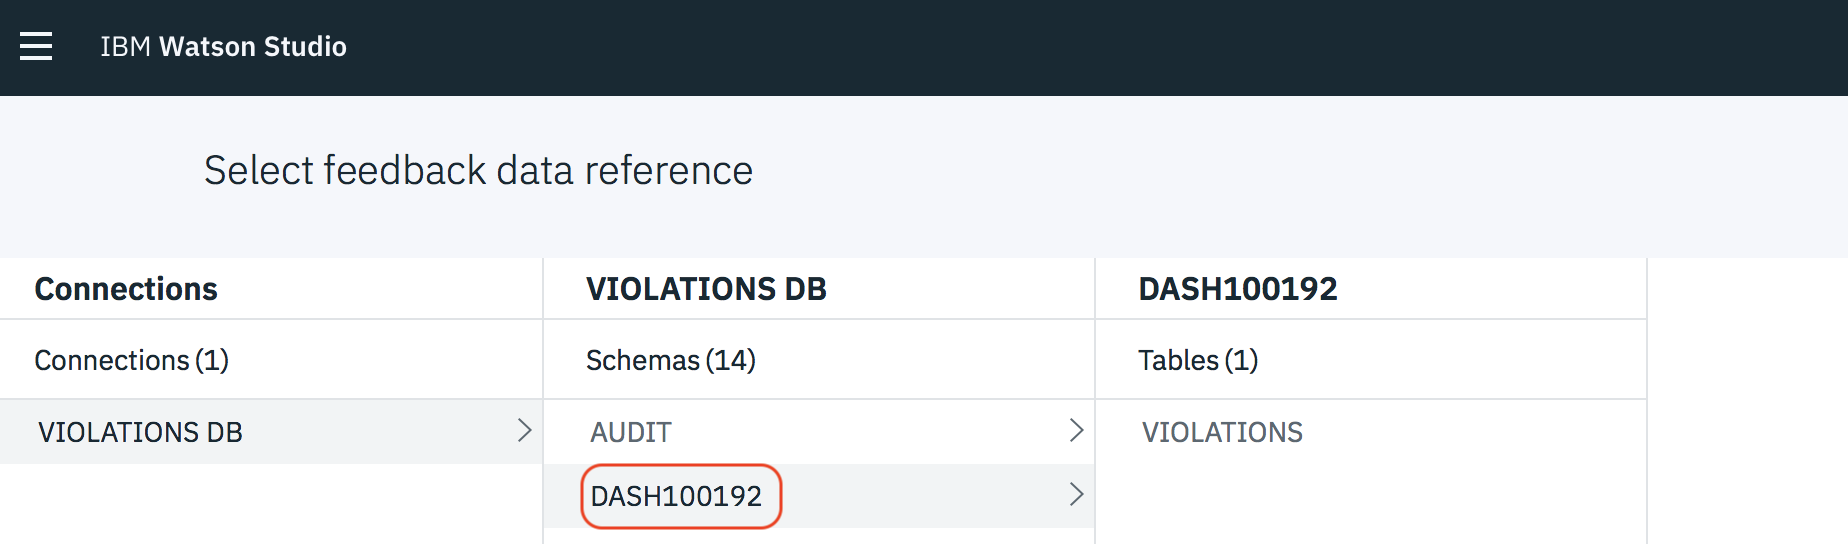 IBM Watson Studio
Select feedback data reference
Connections
Connections (1)
VIOLATIONS DB
VIOLATIONS DB
Schemas (14)
AUDIT
DASH100192
DASH100192
Tables (1)
VIOLATIONS